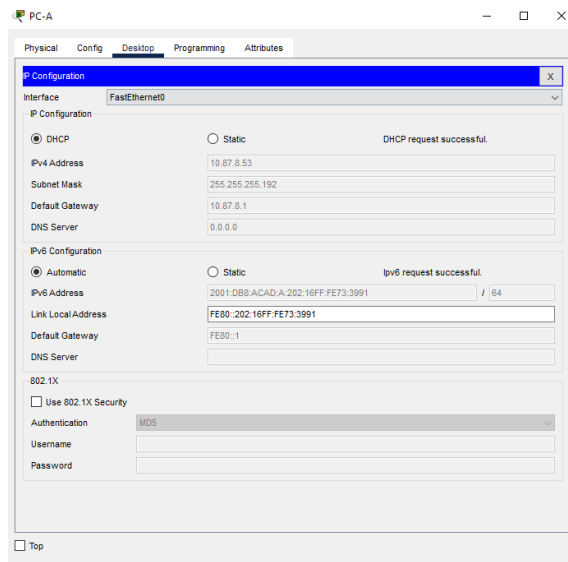 PC-A
Physical Config Desktop Programming Attributes
IP Configuration X
Interface FastEthernet0
IP Configuration
DHCP Static DHCP request successful.
IPv4 Address 10.87.8.53
Subnet Mask 255.255.255.192
Default Gateway 10.87.8.1
DNS Server 0.0.0.0
IPv6 Configuration
Automatic Static Ipv6 request successful.
IPv6 Address 2001:DB8:ACAD:A:202:16FF:FE73:3991 / 64
Link Local Address FE80::202:16FF:FE73:3991
Default Gateway FE80::1
DNS Server
802.1X
Use 802.1X Security
Authentication MD5
Username
Password
Top